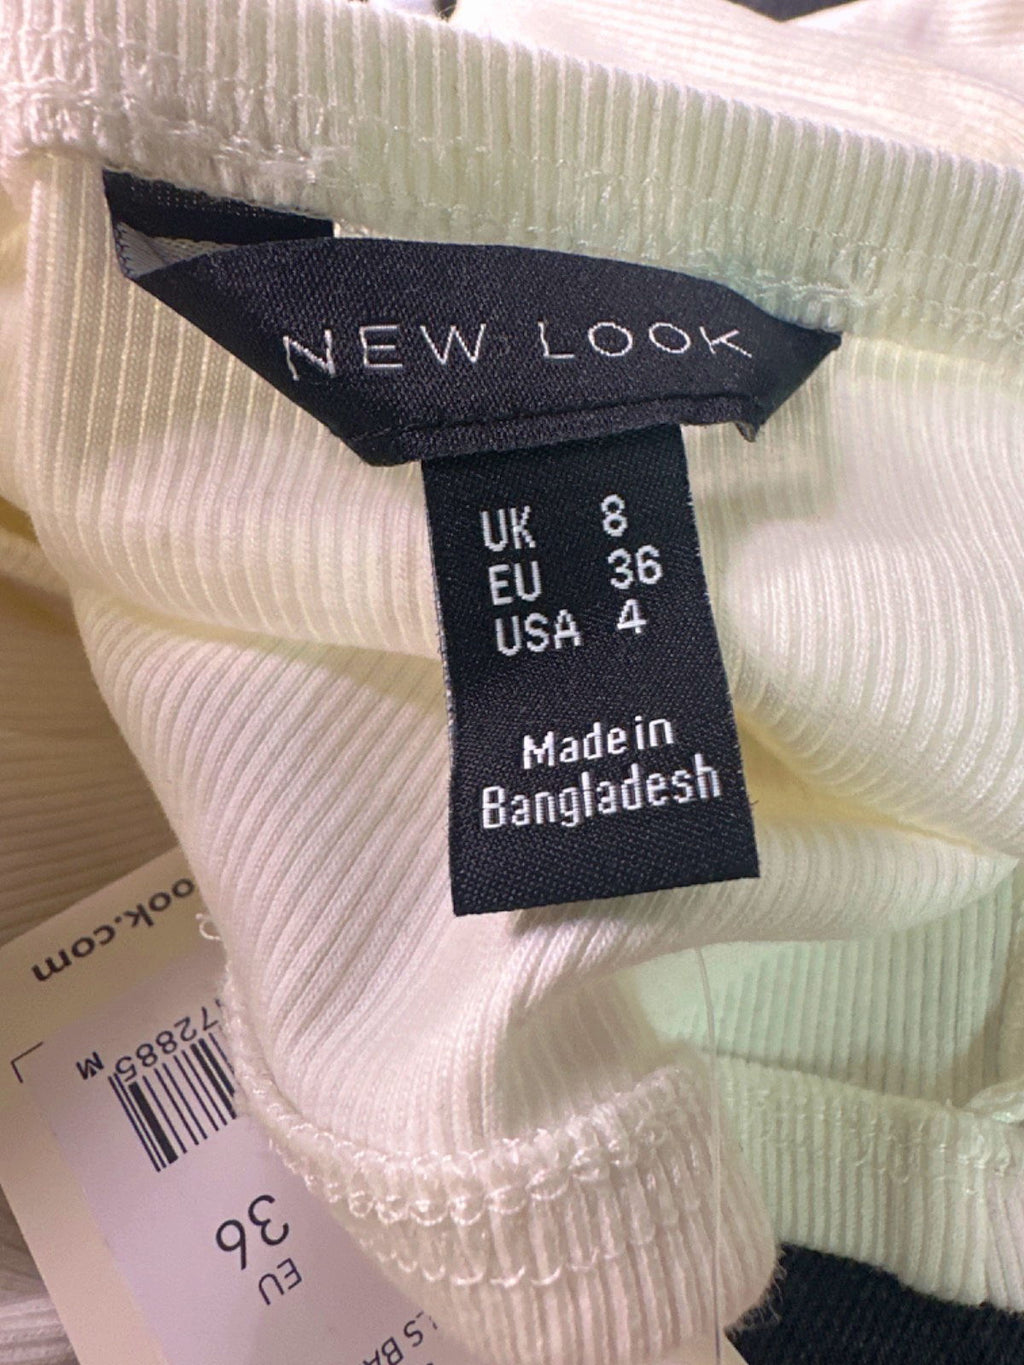 NEW LOOK
UK 8
EU 36
USA 4
Made in
Bangladesh
ook.com
72885
M
36
EU